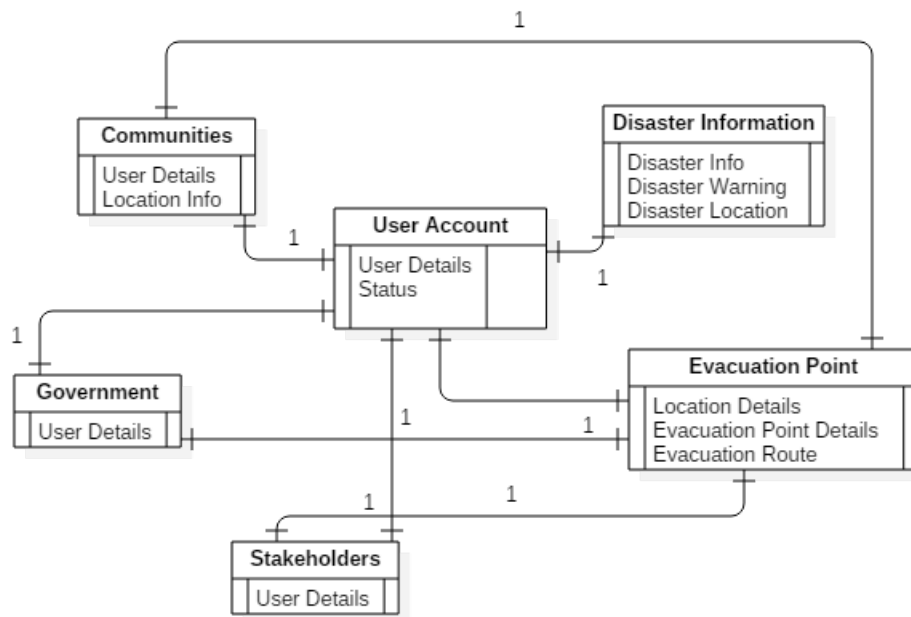 1
Communities
User Details
Location Info
Disaster Information
Disaster Info
Disaster Warning
Disaster Location
1
User Account
User Details
Status
1
1
Government
User Details
Evacuation Point
Location Details
Evacuation Point Details
Evacuation Route
1
1
1
1
Stakeholders
User Details